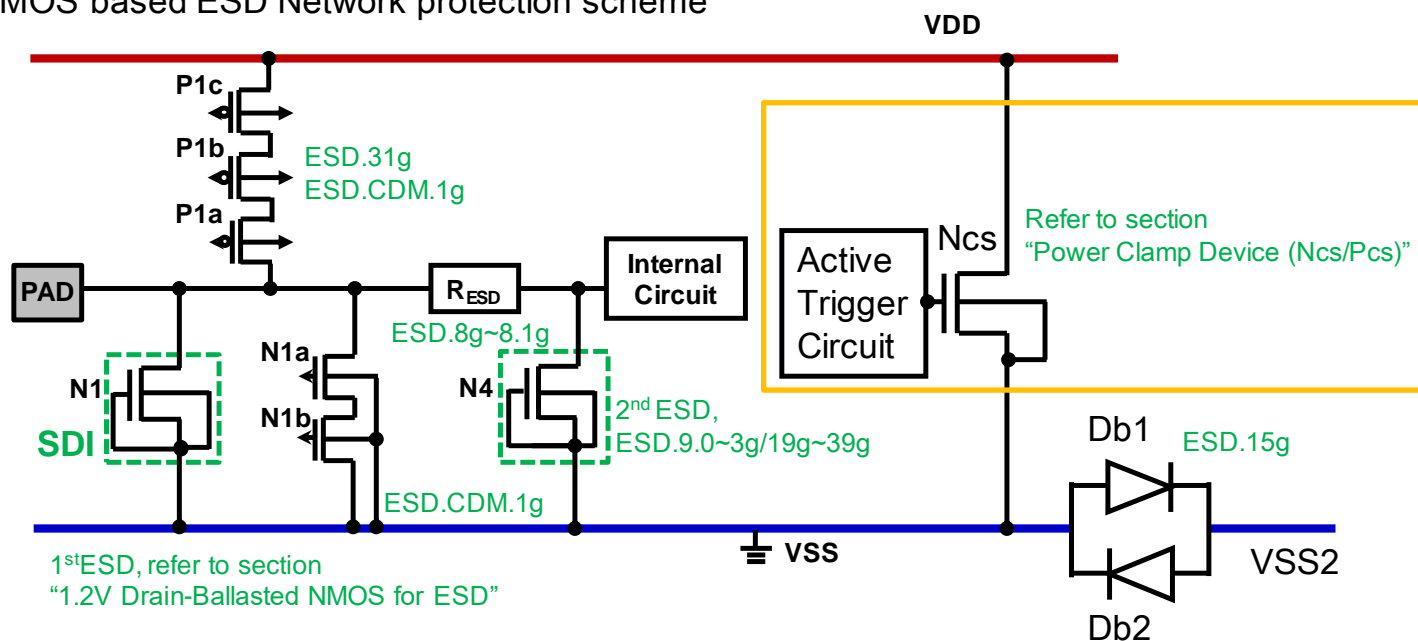 MOS based ESD Network protection scheme
VDD
P1c
P1b
P1a
ESD.31g
ESD.CDM.1g
Refer to section
“Power Clamp Device (Ncs/Pcs)”
Ncs
Active
Trigger
Circuit
PAD
RESD
Internal
Circuit
ESD.8g~8.1g
N1
SDI
N1a
N1b
N4
2nd ESD,
ESD.9.0~3g/19g~39g
ESD.CDM.1g
Db1
ESD.15g
VSS
VSS2
Db2
1stESD, refer to section
“1.2V Drain-Ballasted NMOS for ESD”